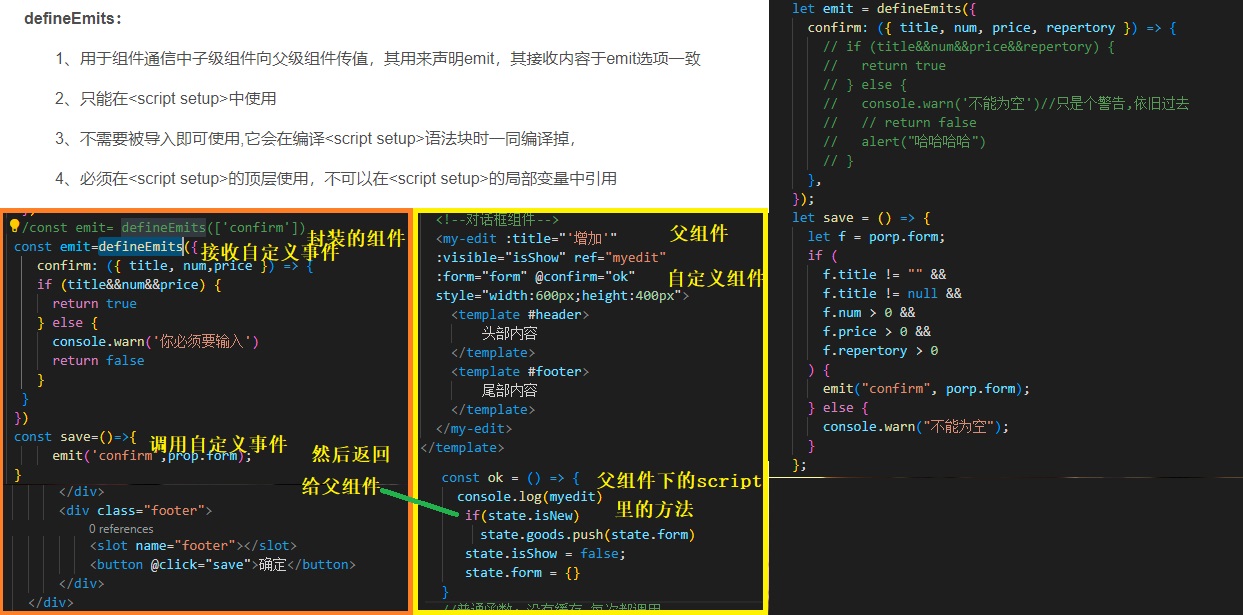 defineEmits：
1、用于组件通信中子级组件向父级组件传值，其用来声明emit，其接收内容于emit选项一致
2、只能在<script setup>中使用
3、不需要被导入即可使用,它会在编译<script setup>语法块时一同编译掉，
4、必须在<script setup>的顶层使用，不可以在<script setup>的局部变量中引用
/const emit= defineEmits(['confirm'])
封装的组件
const emit=defineEmits({
接收自定义事件
confirm: ({ title, num,price }) => {
if (title&&num&&price) {
return true
} else {
console.warn('你必须要输入')
return false
}
}
})
const save=()=>{
调用自定义事件
emit('confirm',prop.form);
}
然后返回
给父组件
</div>
<div class="footer">
0 references
<slot name="footer"></slot>
<button @click="save">确定</button>
</div>
</div>
<!--对话框组件-->
<my-edit :title="'增加'"
父组件
:visible="isShow" ref="myedit"
:form="form" @confirm="ok"
自定义组件
style="width:600px;height:400px">
<template #header>
头部内容
</template>
<template #footer>
尾部内容
</template>
</my-edit>
</template>
const ok = () => {
父组件下的script
里的方法
console.log(myedit)
if(state.isNew)
state.goods.push(state.form)
state.isShow = false;
state.form = {}
}
//普通函数：没有缓存,每次都调用
let emit = defineEmits({
confirm: ({ title, num, price, repertory }) => {
// if (title&&num&&price&&repertory) {
//   return true
// } else {
//   console.warn('不能为空')//只是个警告,依旧过去
//   // return false
//   alert("哈哈哈哈")
// }
},
});
let save = () => {
let f = porp.form;
if (
f.title != "" &&
f.title != null &&
f.num > 0 &&
f.price > 0 &&
f.repertory > 0
) {
emit("confirm", porp.form);
} else {
console.warn("不能为空");
}
};